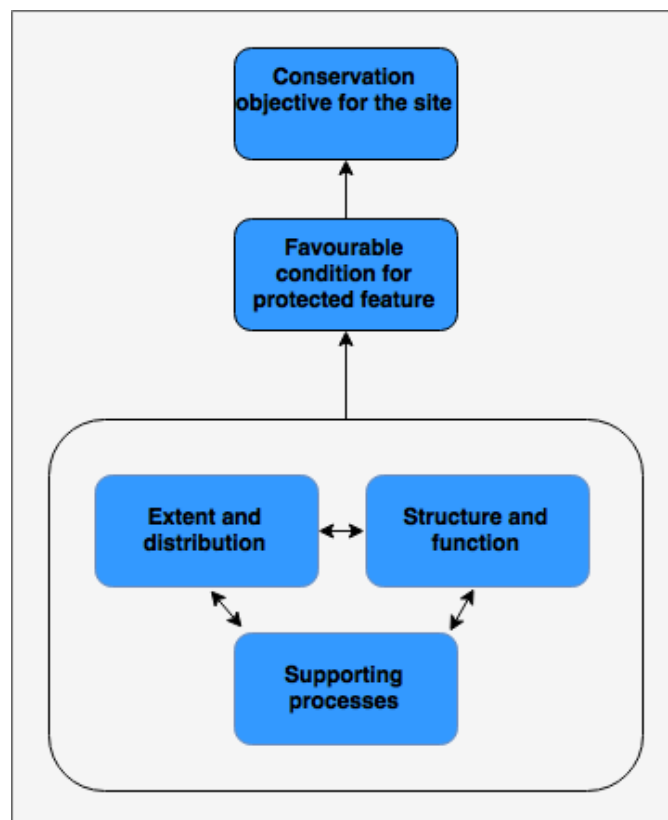 Conservation
objective for the site
Favourable
condition for
protected feature
Extent and
distribution
Structure and
function
Supporting
processes